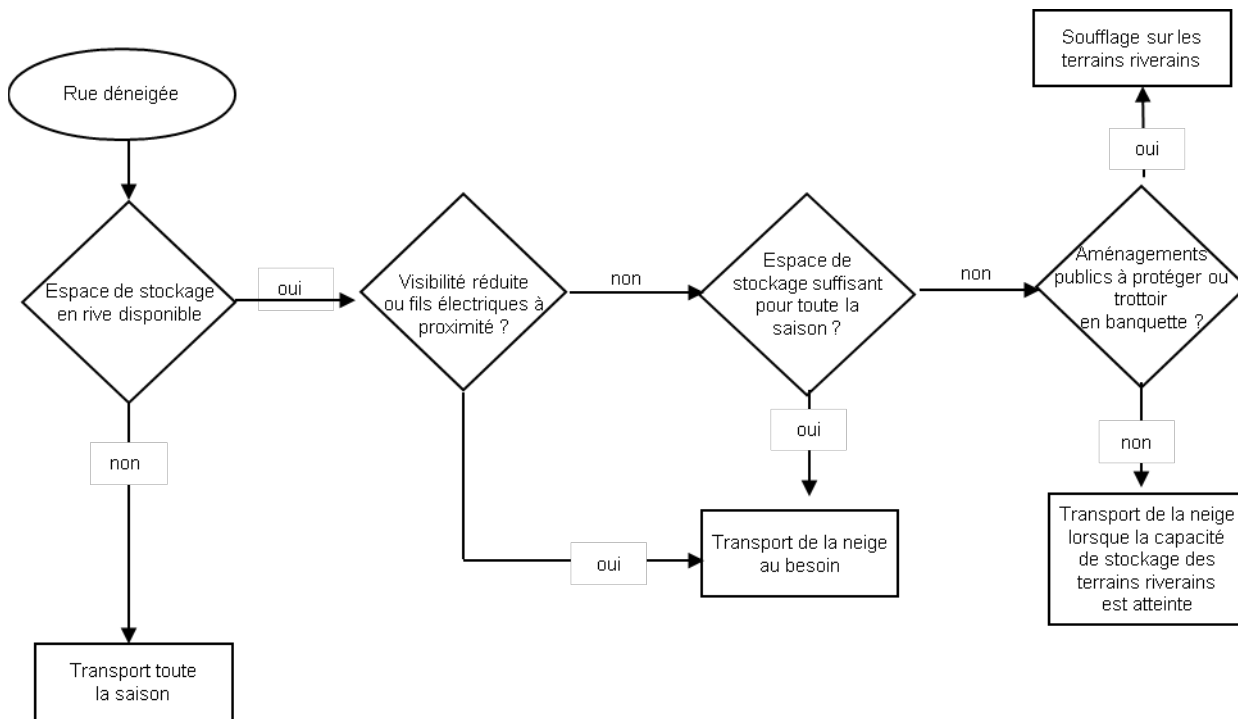 Rue déneigée
Espace de stockage
en rive disponible
oui
non
Transport toute
la saison
Visibilité réduite
ou fils électriques à
proximité ?
non
oui
Espace de
stockage suffisant
pour toute la
saison ?
non
oui
Transport de la neige
au besoin
Aménagements
publics à protéger ou
trottoir
en banquette ?
oui
Soufflage sur les
terrains riverains
non
Transport de la neige
lorsque la capacité
de stockage des
terrains riverains
est atteinte